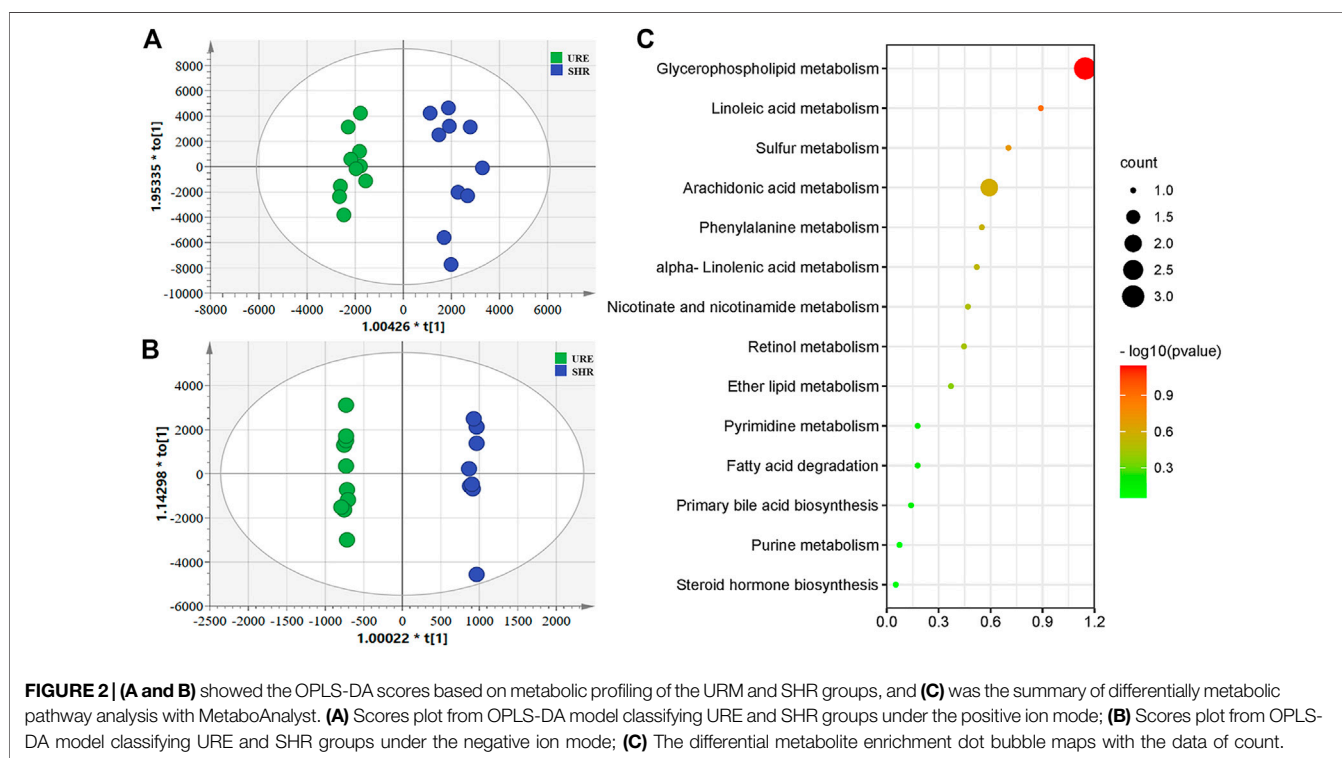 A
URE
SHR
8000
6000
4000
2000
0
-2000
-4000
-6000
-8000
-10000
1.95335 * to[1]
-8000 -6000 -4000 -2000 0 2000 4000 6000
1.00426 * t[1]
B
URE
SHR
4000
2000
0
-2000
-4000
-6000
1.14298 * to[1]
-2500 -2000 -1500 -1000 -500 0 500 1000 1500 2000
1.00022 * t[1]
C
Glycerophospholipid metabolism
Linoleic acid metabolism
Sulfur metabolism
Arachidonic acid metabolism
Phenylalanine metabolism
alpha- Linolenic acid metabolism
Nicotinate and nicotinamide metabolism
Retinol metabolism
Ether lipid metabolism
Pyrimidine metabolism
Fatty acid degradation
Primary bile acid biosynthesis
Purine metabolism
Steroid hormone biosynthesis
0.0 0.3 0.6 0.9 1.2
count
1.0
1.5
2.0
2.5
3.0
- log10(pvalue)
0.9
0.6
0.3
FIGURE 2 | (A and B) showed the OPLS-DA scores based on metabolic profiling of the URM and SHR groups, and (C) was the summary of differentially metabolic
pathway analysis with MetaboAnalyst. (A) Scores plot from OPLS-DA model classifying URE and SHR groups under the positive ion mode; (B) Scores plot from OPLS-
DA model classifying URE and SHR groups under the negative ion mode; (C) The differential metabolite enrichment dot bubble maps with the data of count.